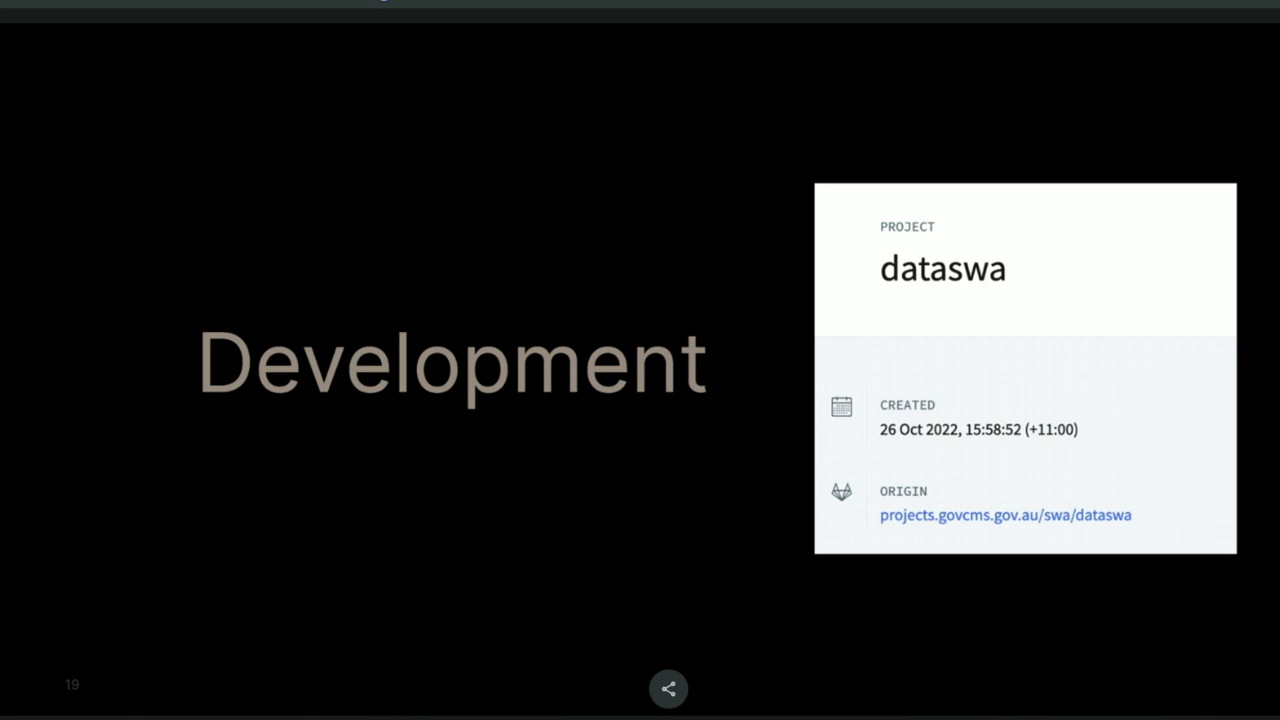 Development
PROJECT
dataswa
CREATED
26 Oct 2022, 15:58:52 (+11:00)
ORIGIN
projects.govcms.gov.au/swa/dataswa
19